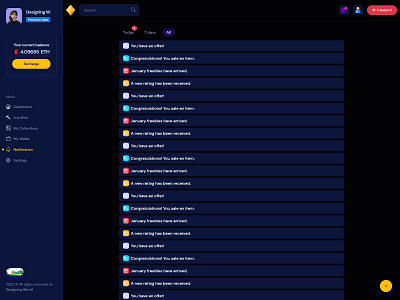 Designing W.
Premium User
Search
Your current balance
4.09685 ETH
Recharge
Menu
Dashboard
Live Bids
My Collections
My Wallet
Notification
Settings
2022 © All rights reserved by
Designing World
Today
7 days
All
You have an offer!
Congratulations! You sale an item.
January freebies have arrived.
A new rating has been received.
You have an offer!
Congratulations! You sale an item.
January freebies have arrived.
A new rating has been received.
You have an offer!
Congratulations! You sale an item.
January freebies have arrived.
A new rating has been received.
You have an offer!
Congratulations! You sale an item.
January freebies have arrived.
A new rating has been received.
You have an offer!
Congratulations! You sale an item.
January freebies have arrived.
A new rating has been received.
You have an offer!
Frontend